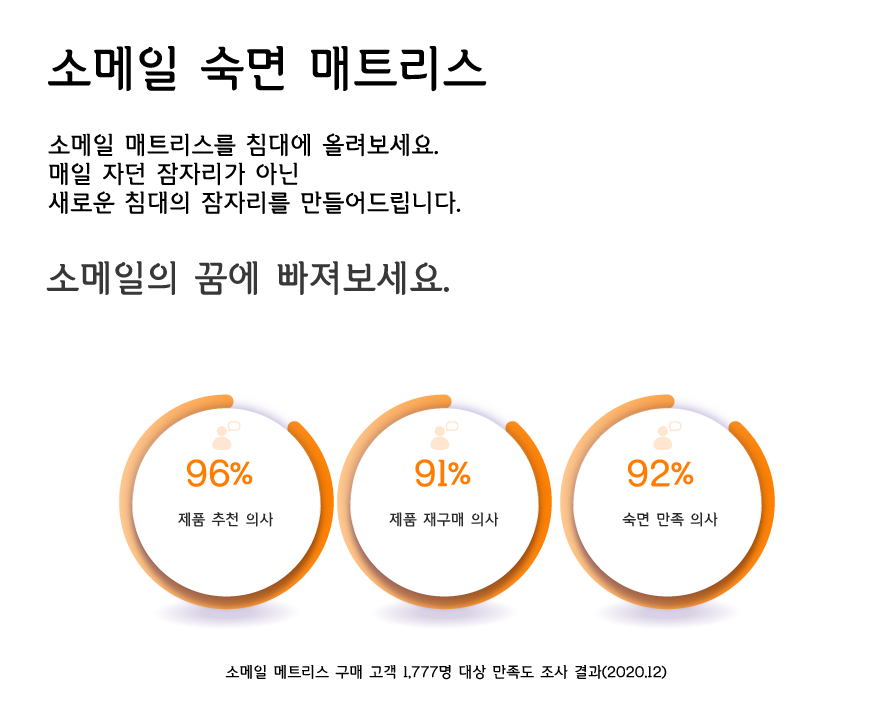 소메일 숙면 매트리스
소메일 매트리스를 침대에 올려보세요.
매일 자던 잠자리가 아닌
새로운 침대의 잠자리를 만들어드립니다.
소메일의 꿈에 빠져보세요.
96%
제품 추천 의사
91%
제품 재구매 의사
92%
숙면 만족 의사
소메일 메트리스 구매 고객 1,777명 대상 만족도 조사 결과(2020.12)